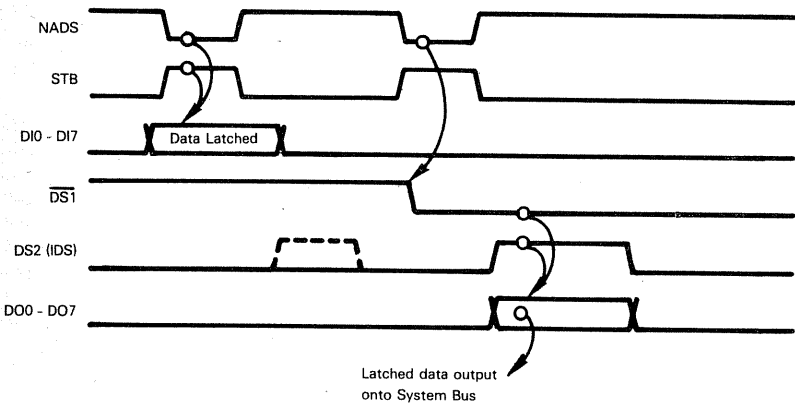 NADS
STB
DI0 - DI7
Data Latched
DS1
DS2 (IDS)
DO0 - DO7
Latched data output
onto System Bus